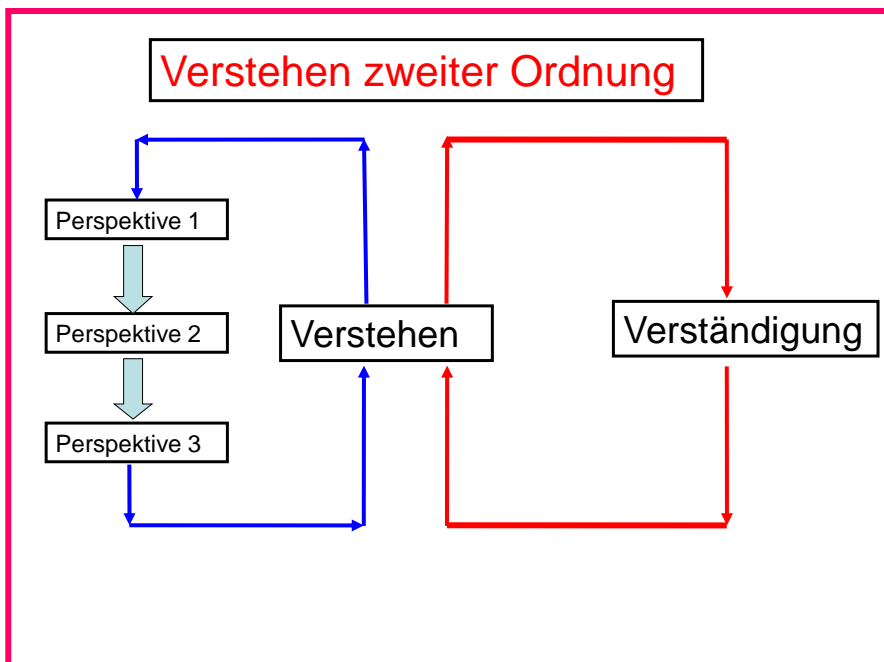 Verstehen zweiter Ordnung
Perspektive 1
Perspektive 2
Perspektive 3
Verstehen
Verständigung